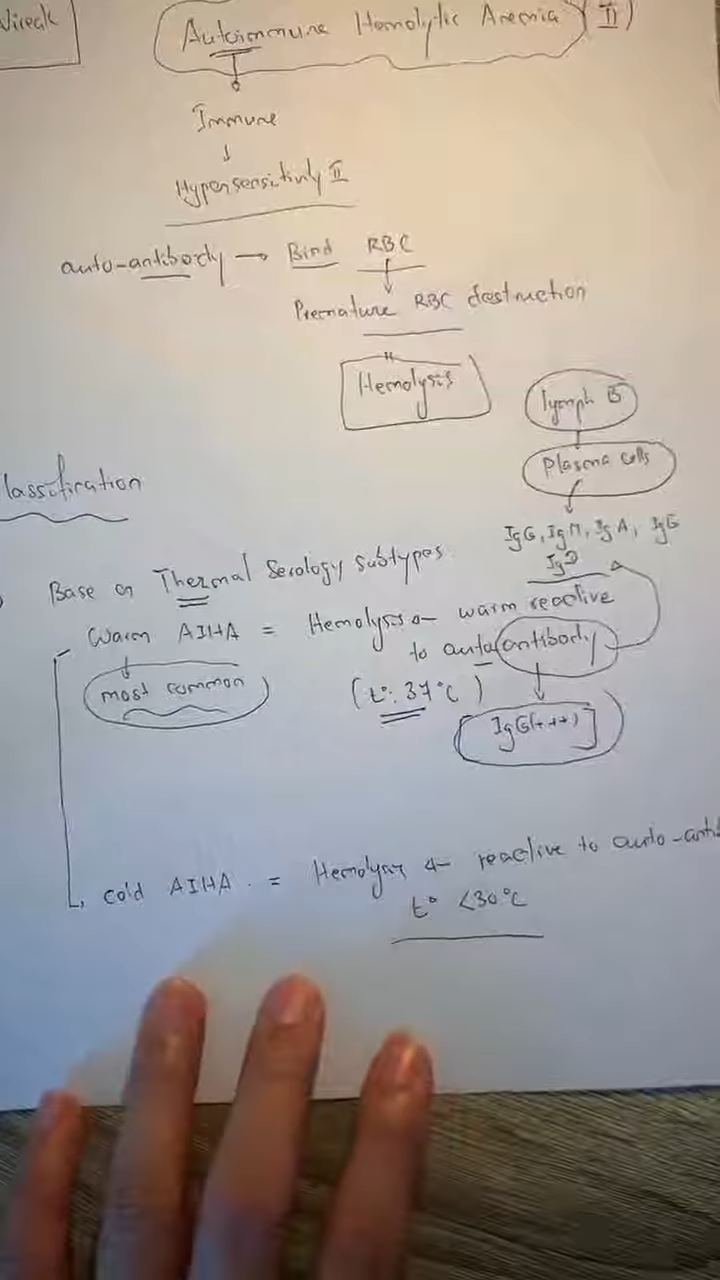 Vireak
Autoimmune Hemolytic Anemia (II)
Immune
↓
Hypersensitivity II
auto-antibody → Bind RBC
Premature RBC destruction
Hemolysis
lymph B
Plasma cells
IgG, IgM, IgA, IgE
IgD
lassification
Base on Thermal Serology subtypes
Warm AIHA = Hemolysis ← warm reactive
to auto antibody
most common
(t°: 37°C)
IgG(+++)
cold AIHA = Hemolysis ← reactive to auto-anti
t° <30°C